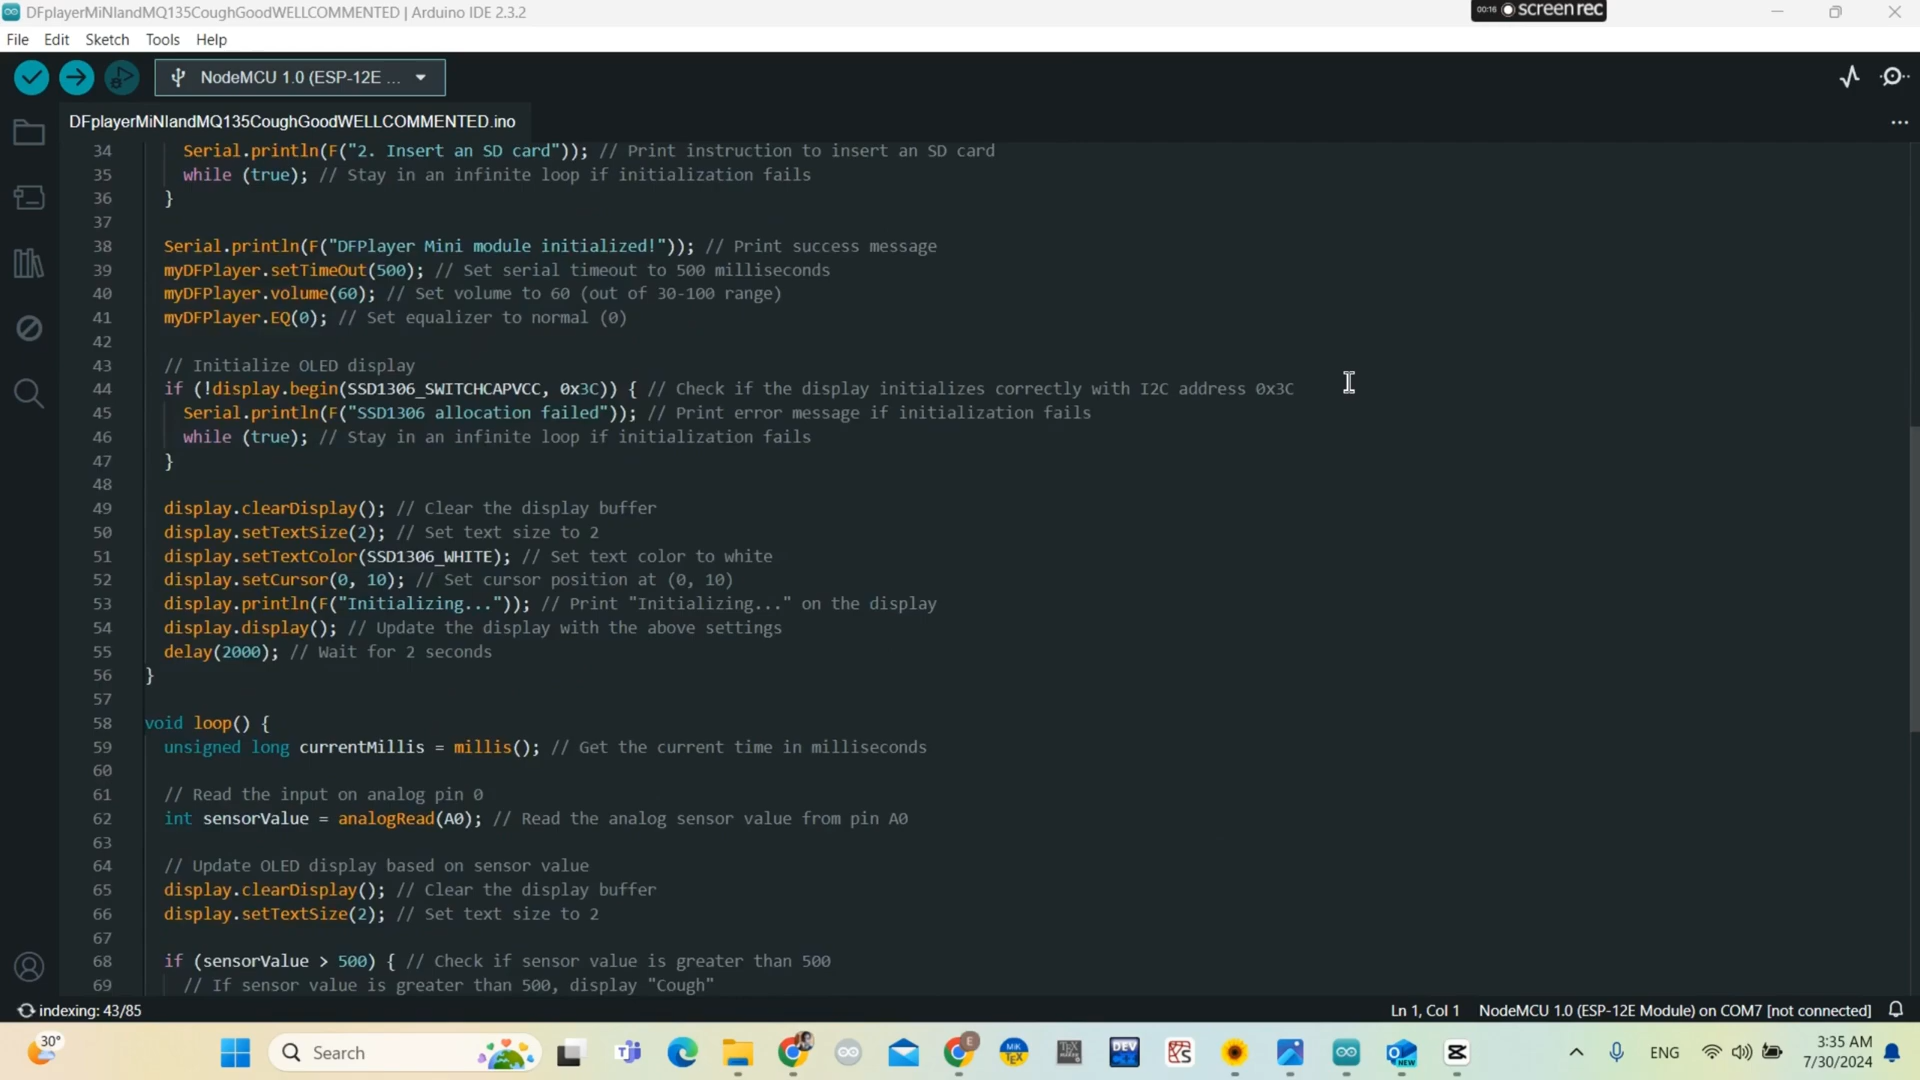 DFplayerMiNIandMQ135CoughGoodWELLCOMMENTED | Arduino IDE 2.3.2
00:16 screen rec
File Edit Sketch Tools Help
NodeMCU 1.0 (ESP-12E ...
DFplayerMiNIandMQ135CoughGoodWELLCOMMENTED.ino
34 Serial.println(F("2. Insert an SD card")); // Print instruction to insert an SD card
35 while (true); // Stay in an infinite loop if initialization fails
36 }
37
38 Serial.println(F("DFPlayer Mini module initialized!")); // Print success message
39 myDFPlayer.setTimeOut(500); // Set serial timeout to 500 milliseconds
40 myDFPlayer.volume(60); // Set volume to 60 (out of 30-100 range)
41 myDFPlayer.EQ(0); // Set equalizer to normal (0)
42
43 // Initialize OLED display
44 if (!display.begin(SSD1306_SWITCHCAPVCC, 0x3C)) { // Check if the display initializes correctly with I2C address 0x3C
45 Serial.println(F("SSD1306 allocation failed")); // Print error message if initialization fails
46 while (true); // Stay in an infinite loop if initialization fails
47 }
48
49 display.clearDisplay(); // Clear the display buffer
50 display.setTextSize(2); // Set text size to 2
51 display.setTextColor(SSD1306_WHITE); // Set text color to white
52 display.setCursor(0, 10); // Set cursor position at (0, 10)
53 display.println(F("Initializing...")); // Print "Initializing..." on the display
54 display.display(); // Update the display with the above settings
55 delay(2000); // Wait for 2 seconds
56 }
57
58 void loop() {
59 unsigned long currentMillis = millis(); // Get the current time in milliseconds
60
61 // Read the input on analog pin 0
62 int sensorValue = analogRead(A0); // Read the analog sensor value from pin A0
63
64 // Update OLED display based on sensor value
65 display.clearDisplay(); // Clear the display buffer
66 display.setTextSize(2); // Set text size to 2
67
68 if (sensorValue > 500) { // Check if sensor value is greater than 500
69 // If sensor value is greater than 500, display "Cough"
indexing: 43/85 Ln 1, Col 1 NodeMCU 1.0 (ESP-12E Module) on COM7 [not connected]
30° Search NEW ENG 3:35 AM
7/30/2024